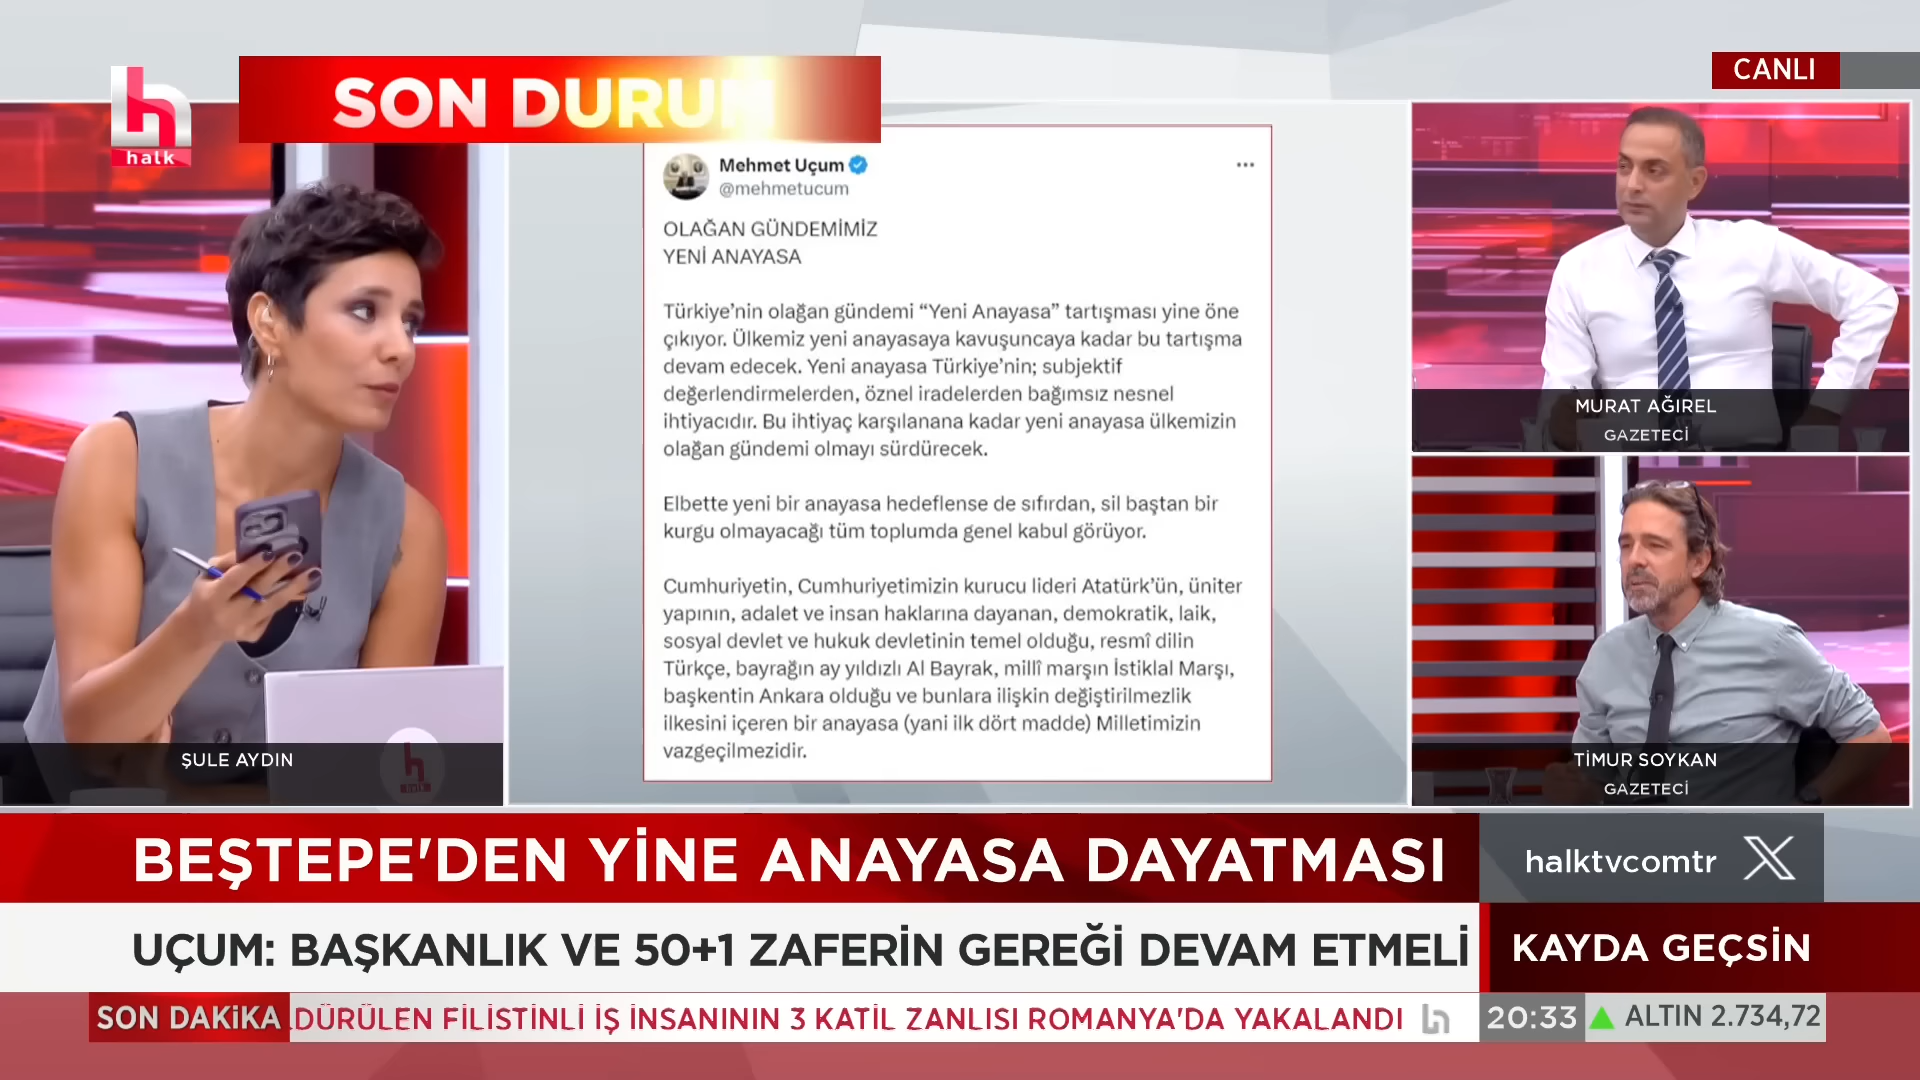 SON DURUM
CANLI
halk
Mehmet Uçum
@mehmetucum
OLAĞAN GÜNDEMİMİZ
YENİ ANAYASA
Türkiye’nin olağan gündemi “Yeni Anayasa” tartışması yine öne
çıkıyor. Ülkemiz yeni anayasaya kavuşuncaya kadar bu tartışma
devam edecek. Yeni anayasa Türkiye’nin; subjektif
değerlendirmelerden, öznel iradelerden bağımsız nesnel
ihtiyacıdır. Bu ihtiyaç karşılanana kadar yeni anayasa ülkemizin
olağan gündemi olmayı sürdürecek.
Elbette yeni bir anayasa hedeflense de sıfırdan, sil baştan bir
kurgu olmayacağı tüm toplumda genel kabul görüyor.
Cumhuriyetin, Cumhuriyetimizin kurucu lideri Atatürk’ün, üniter
yapının, adalet ve insan haklarına dayanan, demokratik, laik,
sosyal devlet ve hukuk devletinin temel olduğu, resmî dilin
Türkçe, bayrağın ay yıldızlı Al Bayrak, millî marşın İstiklal Marşı,
başkentin Ankara olduğu ve bunlara ilişkin değiştirilmezlik
ilkesini içeren bir anayasa (yani ilk dört madde) Milletimizin
vazgeçilmezidir.
MURAT AĞIREL
GAZETECİ
ŞULE AYDIN
TİMUR SOYKAN
GAZETECİ
BEŞTEPE'DEN YİNE ANAYASA DAYATMASI
halktvcomtr
UÇUM: BAŞKANLIK VE 50+1 ZAFERİN GEREĞİ DEVAM ETMELİ
KAYDA GEÇSİN
SON DAKİKA
DÜRÜLEN FİLİSTİNLİ İŞ İNSANININ 3 KATİL ZANLISI ROMANYA'DA YAKALANDI
20:33
ALTIN 2.734,72